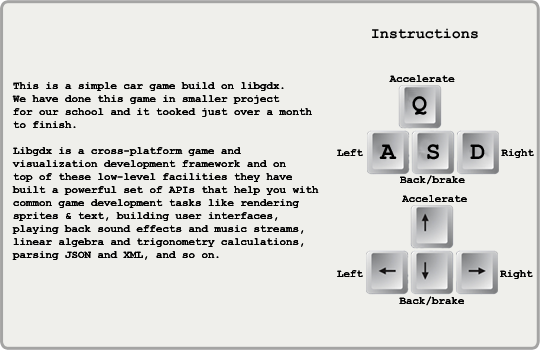 Instructions
This is a simple car game build on libgdx.
We have done this game in smaller project
for our school and it tooked just over a month
to finish.
Libgdx is a cross-platform game and
visualization development framework and on
top of these low-level facilities they have
built a powerful set of APIs that help you with
common game development tasks like rendering
sprites & text, building user interfaces,
playing back sound effects and music streams,
linear algebra and trigonometry calculations,
parsing JSON and XML, and so on.
Accelerate
Q
Left A S D Right
Back/brake
Accelerate
↑
Left ← ↓ → Right
Back/brake